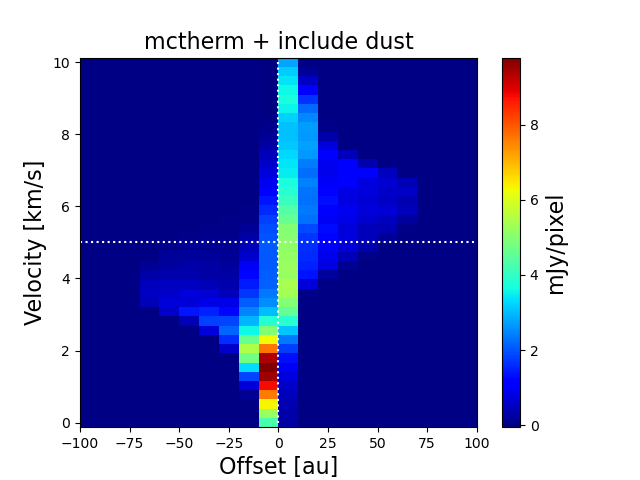 mctherm + include dust
10
8
6
4
2
0
Velocity [km/s]
−100 −75 −50 −25 0 25 50 75 100
Offset [au]
8
6
4
2
0
mJy/pixel